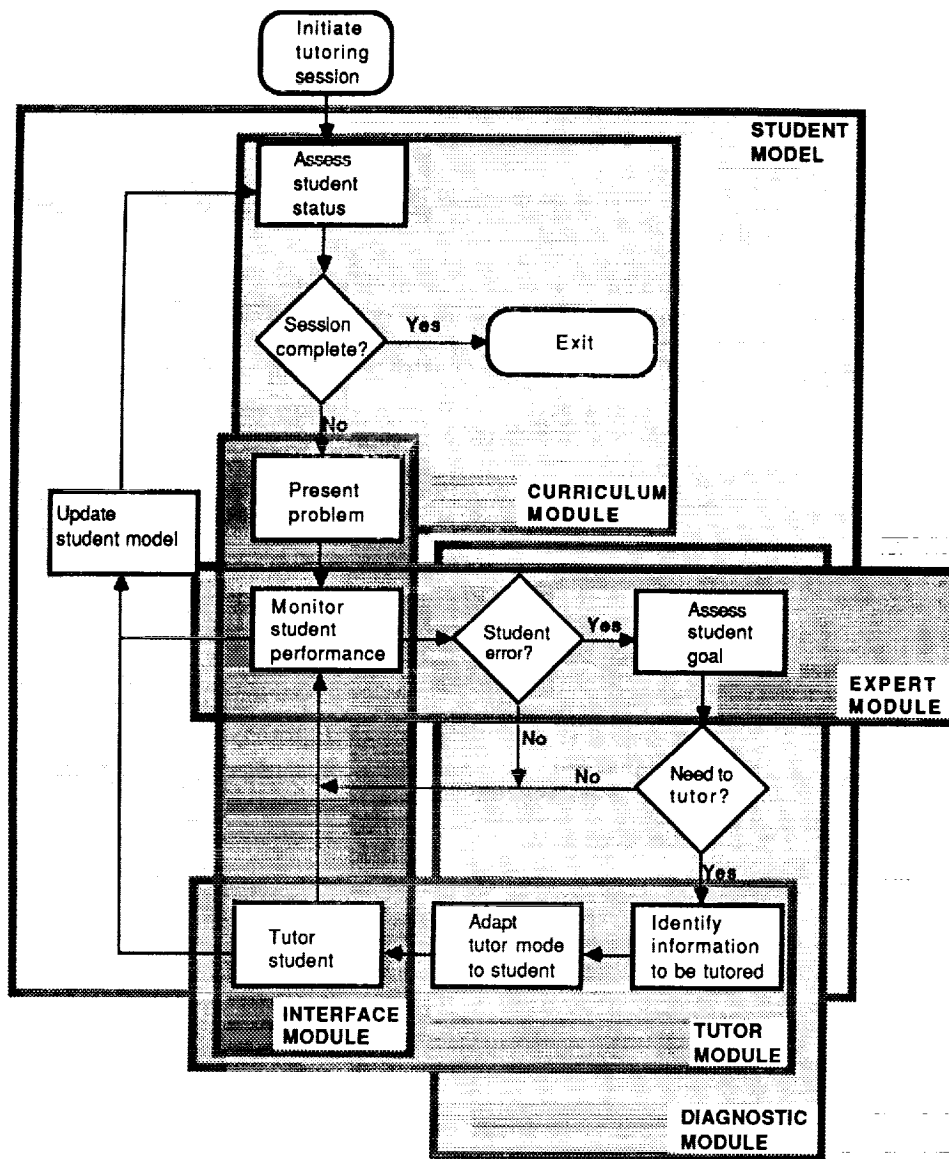 Initiate
tutoring
session
STUDENT
MODEL
Assess
student
status
Session
complete?
Yes
Exit
No
Present
problem
CURRICULUM
MODULE
Update
student model
Monitor
student
performance
Student
error?
Yes
Assess
student
goal
EXPERT
MODULE
No
No
Need to
tutor?
Yes
Tutor
student
Adapt
tutor mode
to student
Identify
information
to be tutored
INTERFACE
MODULE
TUTOR
MODULE
DIAGNOSTIC
MODULE